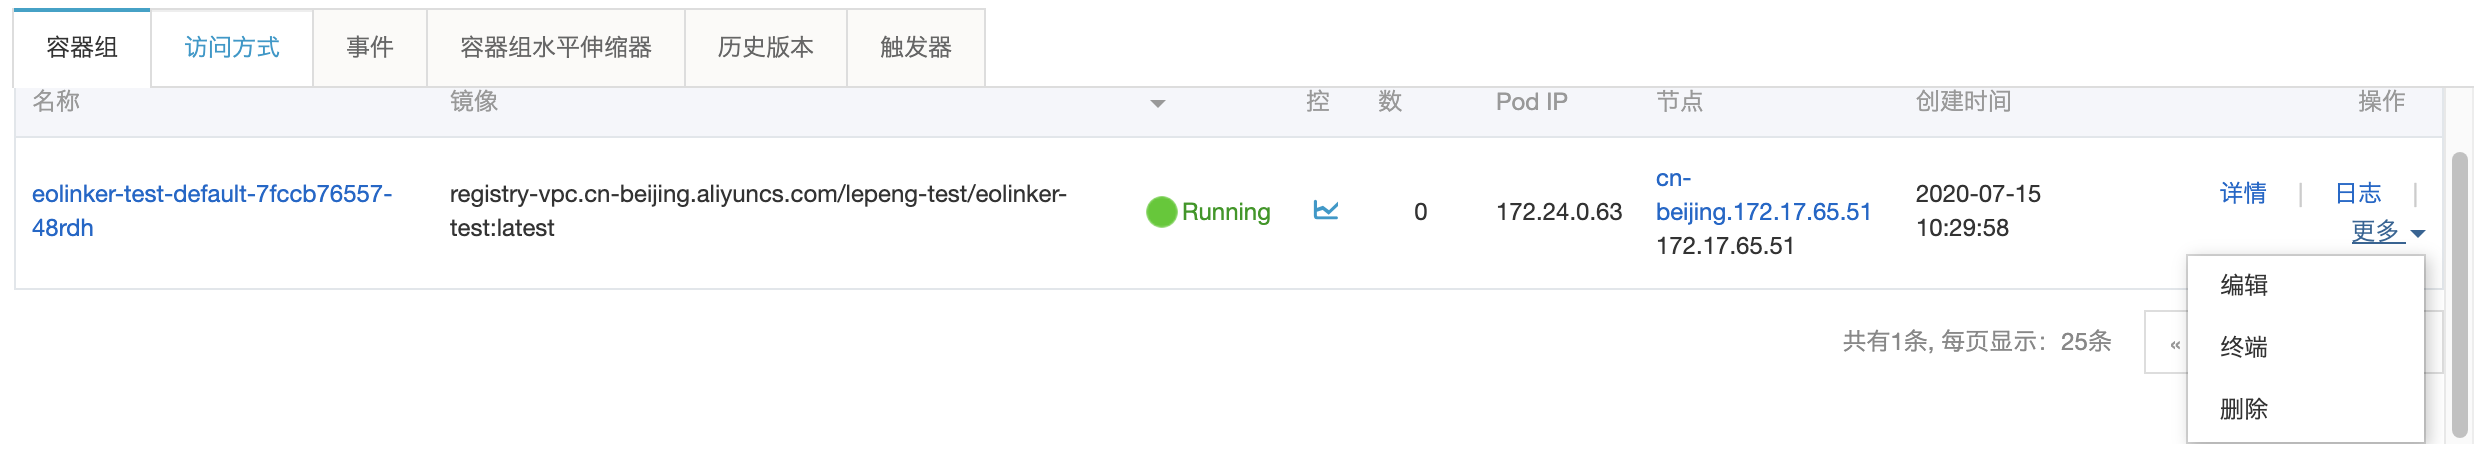 容器组 访问方式 事件 容器组水平伸缩器 历史版本 触发器
名称 镜像 控 数 Pod IP 节点 创建时间 操作
eolinker-test-default-7fccb76557-
48rdh
registry-vpc.cn-beijing.aliyuncs.com/lepeng-test/eolinker-
test:latest
Running
0
172.24.0.63
cn-
beijing.172.17.65.51
172.17.65.51
2020-07-15
10:29:58
详情 | 日志 |
更多
编辑
终端
删除
共有1条, 每页显示：25条 «